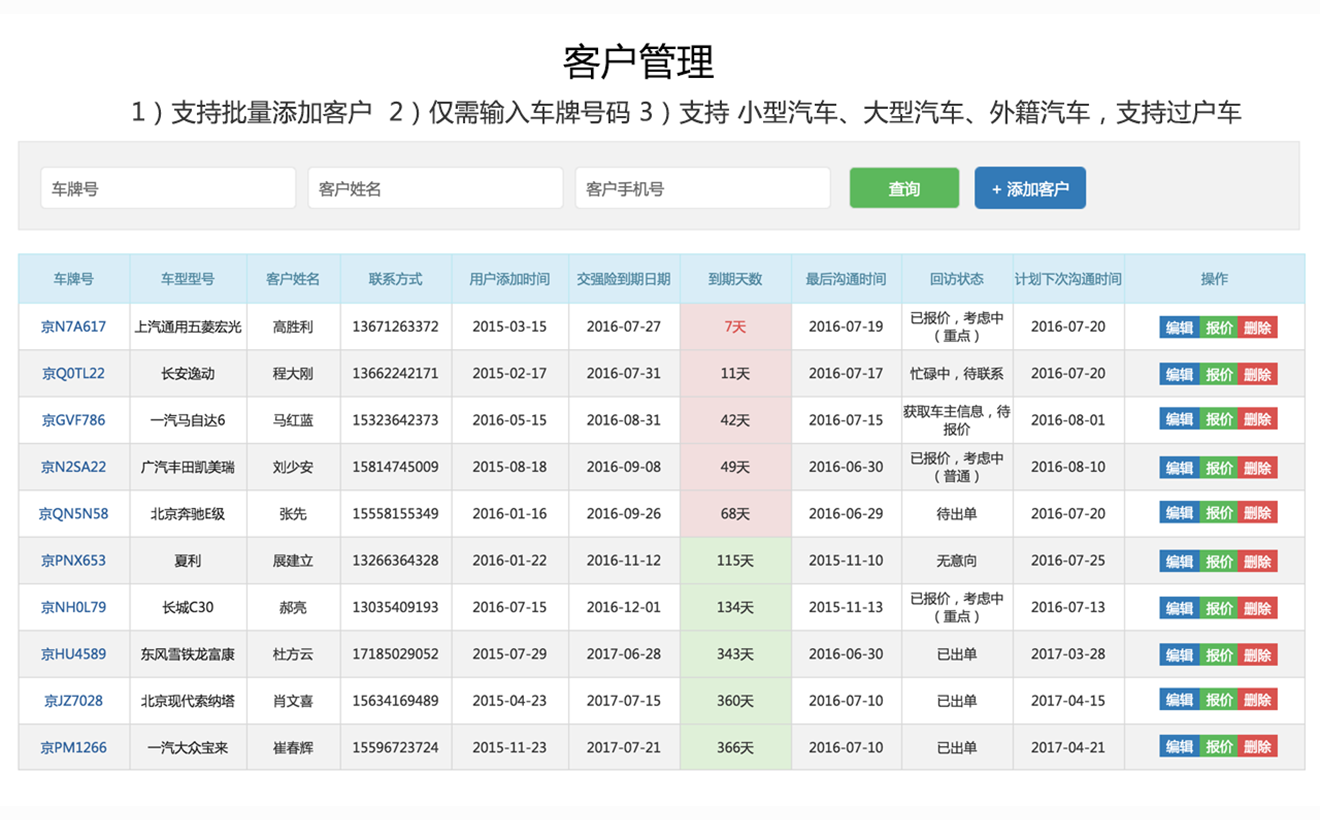 客户管理
1）支持批量添加客户 2）仅需输入车牌号码 3）支持 小型汽车、大型汽车、外籍汽车，支持过户车
车牌号 客户姓名 客户手机号 查询 + 添加客户
车牌号 车型型号 客户姓名 联系方式 用户添加时间 交强险到期日期 到期天数 最后沟通时间 回访状态 计划下次沟通时间 操作
京N7A617 上汽通用五菱宏光 高胜利 13671263372 2015-03-15 2016-07-27 7天 2016-07-19 已报价，考虑中（重点） 2016-07-20 编辑 报价 删除
京Q0TL22 长安逸动 程大刚 13662242171 2015-02-17 2016-07-31 11天 2016-07-17 忙碌中，待联系 2016-07-20 编辑 报价 删除
京GVF786 一汽马自达6 马红蓝 15323642373 2016-05-15 2016-08-31 42天 2016-07-15 获取车主信息，待报价 2016-08-01 编辑 报价 删除
京N2SA22 广汽丰田凯美瑞 刘少安 15814745009 2015-08-18 2016-09-08 49天 2016-06-30 已报价，考虑中（普通） 2016-08-10 编辑 报价 删除
京QN5N58 北京奔驰E级 张先 15558155349 2016-01-16 2016-09-26 68天 2016-06-29 待出单 2016-07-20 编辑 报价 删除
京PNX653 夏利 展建立 13266364328 2016-01-22 2016-11-12 115天 2015-11-10 无意向 2016-07-25 编辑 报价 删除
京NH0L79 长城C30 郝亮 13035409193 2016-07-15 2016-12-01 134天 2015-11-13 已报价，考虑中（重点） 2016-07-13 编辑 报价 删除
京HU4589 东风雪铁龙富康 杜方云 17185029052 2015-07-29 2017-06-28 343天 2016-06-30 已出单 2017-03-28 编辑 报价 删除
京JZ7028 北京现代索纳塔 肖文喜 15634169489 2015-04-23 2017-07-15 360天 2016-07-10 已出单 2017-04-15 编辑 报价 删除
京PM1266 一汽大众宝来 崔春辉 15596723724 2015-11-23 2017-07-21 366天 2016-07-10 已出单 2017-04-21 编辑 报价 删除